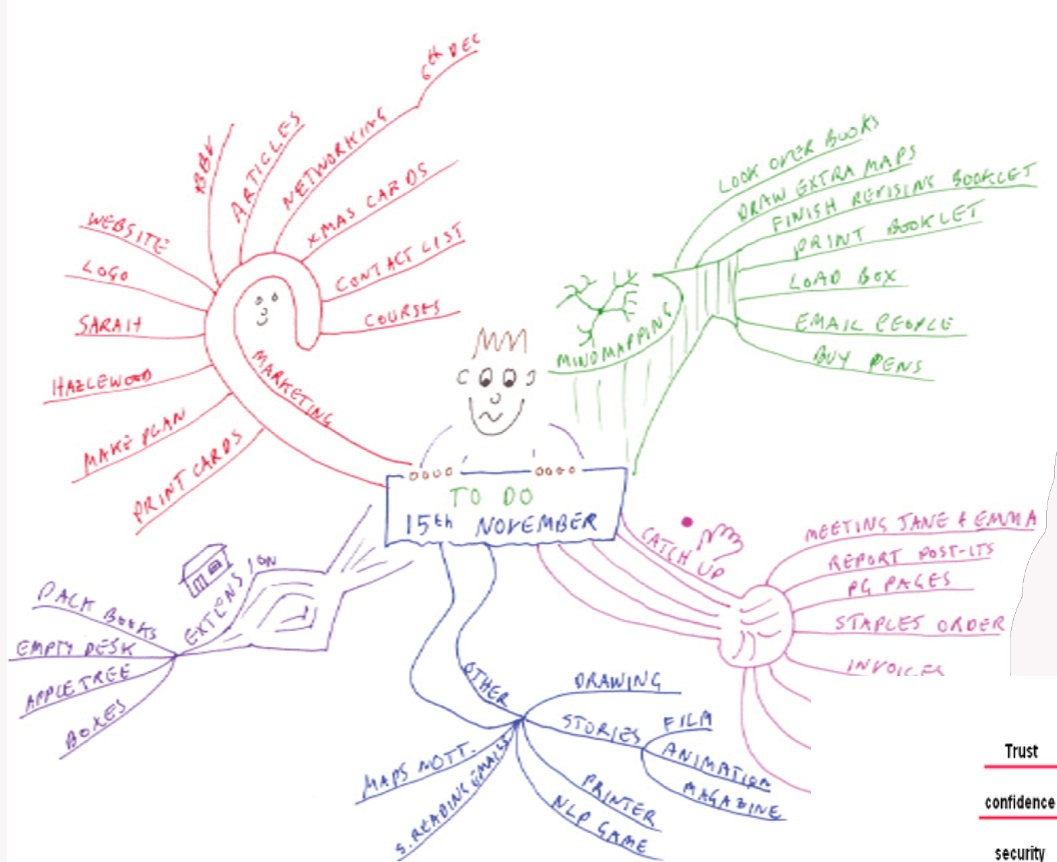 TO DO
15th NOVEMBER
MARKETING
6th DEC
NETWORKING
ARTICLES
XMAS CARDS
CONTACT LIST
COURSES
WEBSITE
LOGO
SARAH
HAZLEWOOD
MAKE PLAN
PRINT CARDS
MINDMAPPING
LOOK OVER BOOKS
DRAW EXTRA MAPS
FINISH REVISING BOOKLET
PRINT BOOKLET
LOAD BOX
EMAIL PEOPLE
BUY PENS
CATCH UP
MEETING JANE & EMMA
REPORT POST-ITS
PG PAGES
STAPLES ORDER
INVOICES
OTHER
DRAWING
STORIES
FILM
ANIMATION
MAGAZINE
PRINTER
NLP GAME
S. READING EMAILS
MAPS NOTT.
EXTENSION
PACK BOOKS
EMPTY DESK
APPLE TREE
BOXES
Trust
confidence
security